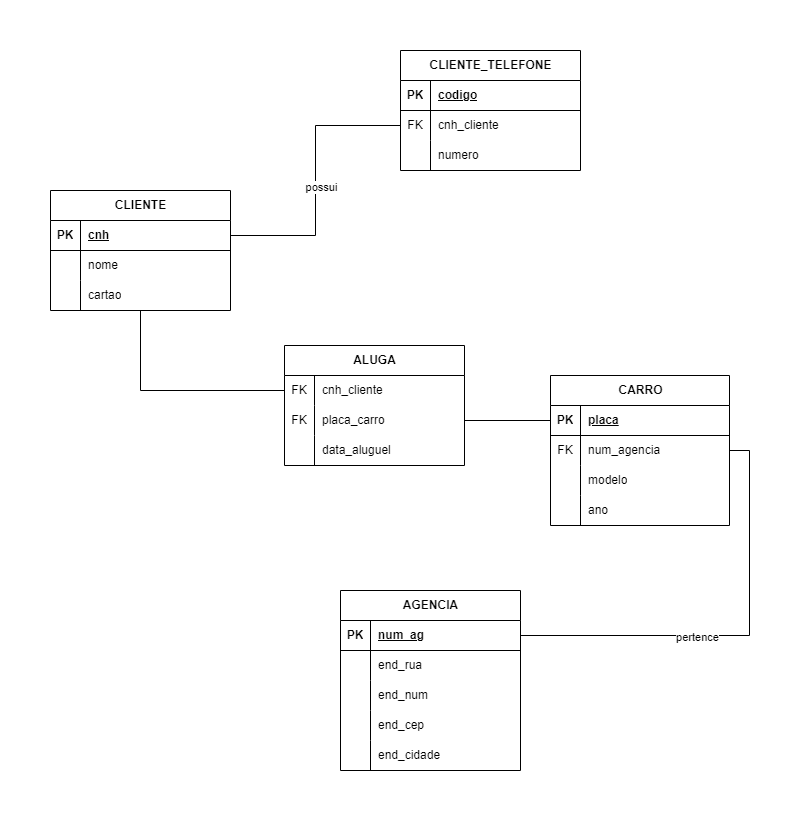 CLIENTE_TELEFONE
PK codigo
FK cnh_cliente
numero
possui
CLIENTE
PK cnh
nome
cartao
ALUGA
FK cnh_cliente
FK placa_carro
data_aluguel
CARRO
PK placa
FK num_agencia
modelo
ano
AGENCIA
PK num_ag
pertence
end_rua
end_num
end_cep
end_cidade